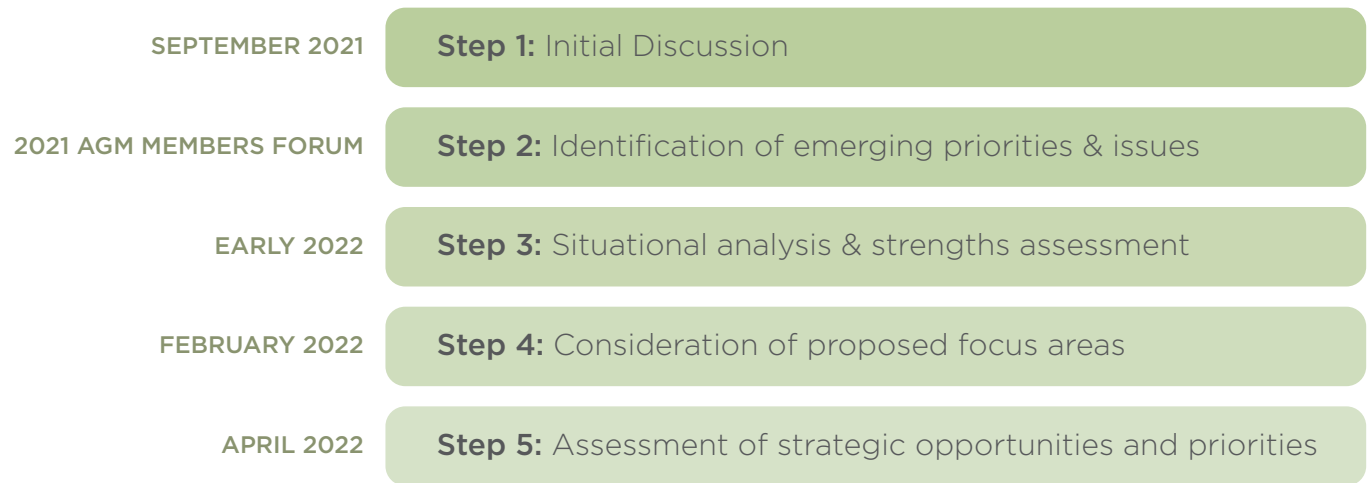 SEPTEMBER 2021 Step 1: Initial Discussion
2021 AGM MEMBERS FORUM Step 2: Identification of emerging priorities & issues
EARLY 2022 Step 3: Situational analysis & strengths assessment
FEBRUARY 2022 Step 4: Consideration of proposed focus areas
APRIL 2022 Step 5: Assessment of strategic opportunities and priorities